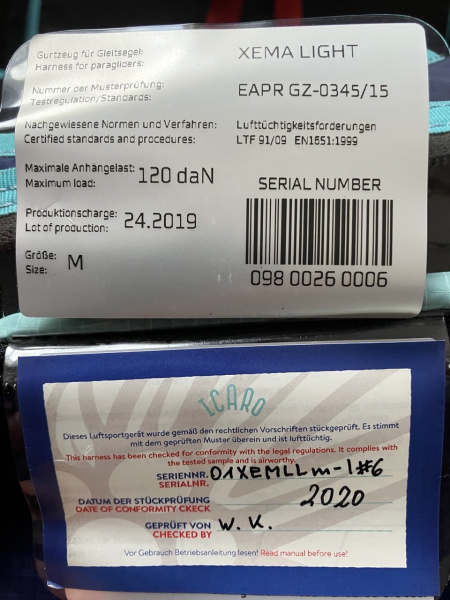 Gurtzeug für Gleitsegel: XEMA LIGHT
Harness for paragliders:
Nummer der Musterprüfung: EAPR GZ-0345/15
Testregulation/Standards:
Nachgewiesene Normen und Verfahren: Lufttüchtigkeitsforderungen
Certified standards and procedures: LTF 91/09 EN1651:1999
Maximale Anhängelast: 120 daN
Maximum load:
SERIAL NUMBER
Produktionscharge: 24.2019
Lot of production:
Größe: M
Size:
098 0026 0006
ICARO
Dieses Luftsportgerät wurde gemäß den rechtlichen Vorschriften stückgeprüft. Es stimmt
mit dem geprüften Muster überein und ist lufttüchtig.
This harness has been checked for conformity with the legal regulations. It complies with
the tested sample and is airworthy.
SERIENNR. 01XEMLLm-1#6
SERIALNR.
DATUM DER STÜCKPRÜFUNG 2020
DATE OF CONFORMITY CKECK
GEPRÜFT VON W. K.
CHECKED BY
Vor Gebrauch Betriebsanleitung lesen! Read manual before use!